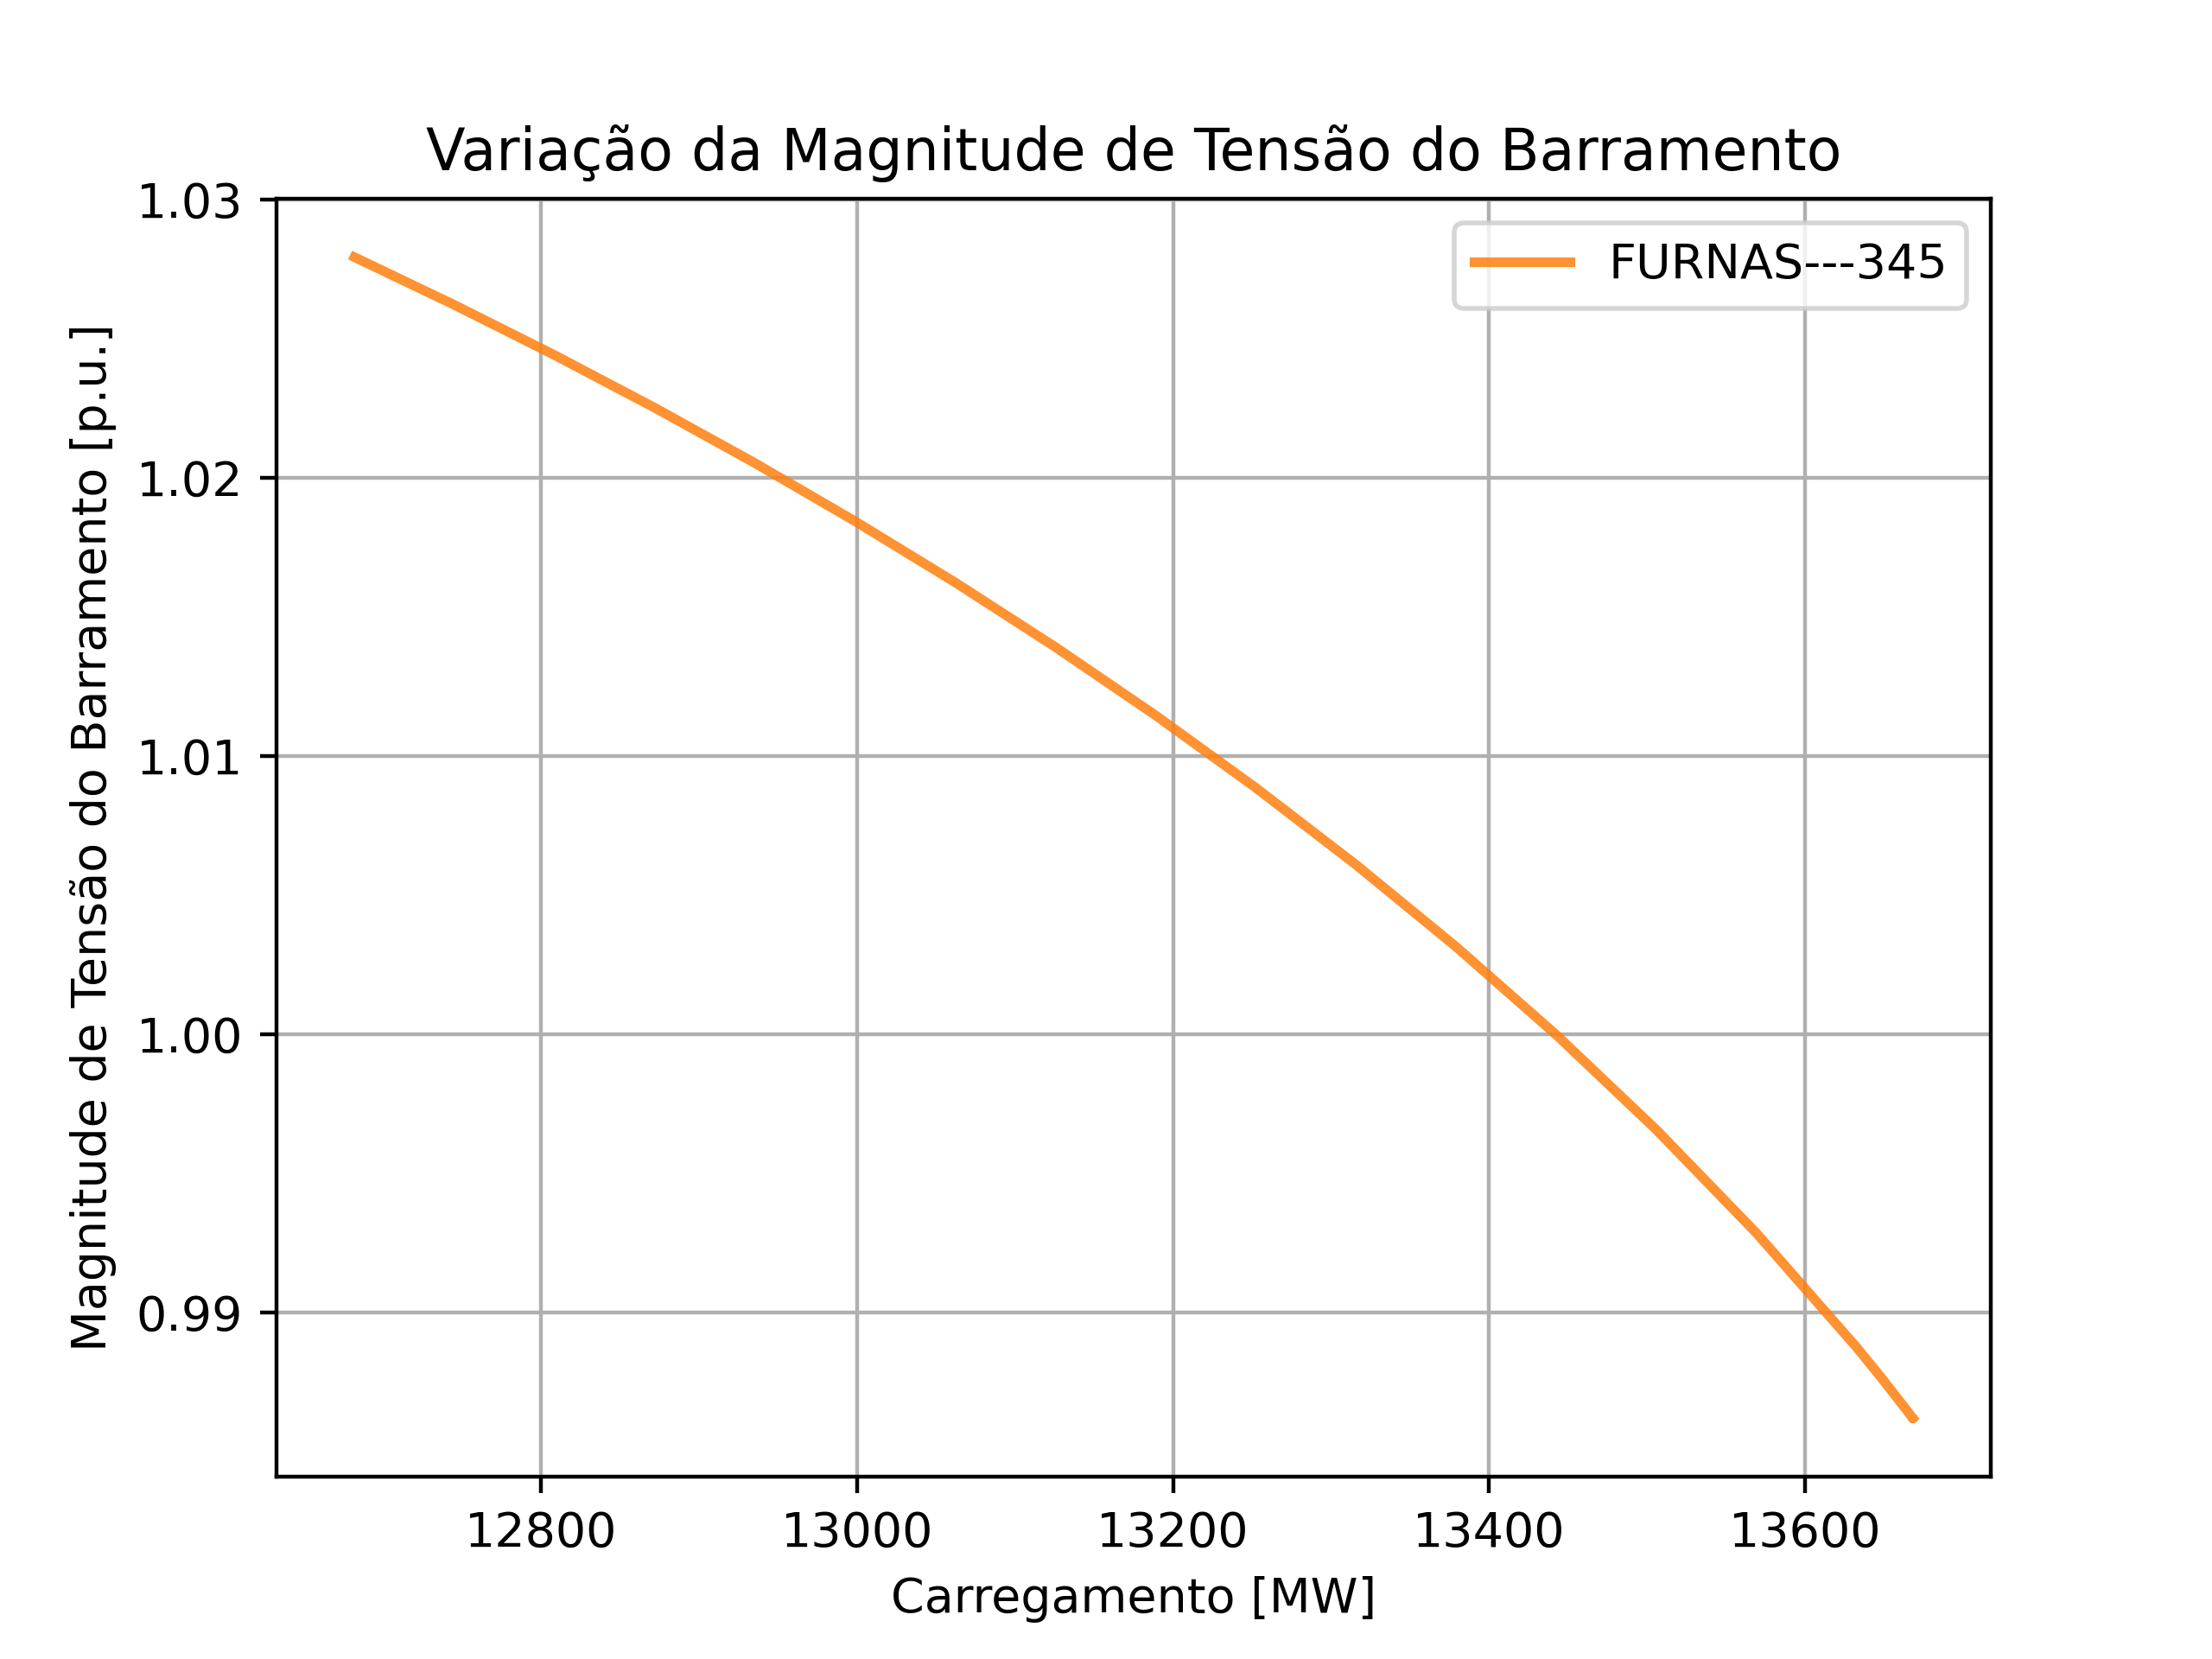 Variação da Magnitude de Tensão do Barramento
1.03
1.02
1.01
1.00
0.99
Magnitude de Tensão do Barramento [p.u.]
FURNAS---345
12800 13000 13200 13400 13600
Carregamento [MW]